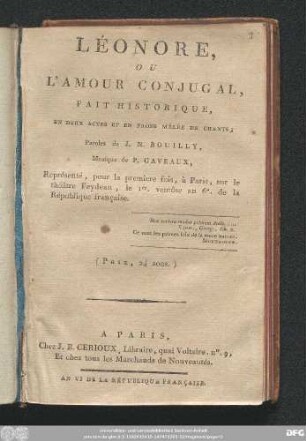 LÉONORE,
OU
L'AMOUR CONJUGAL,
FAIT HISTORIQUE,
EN DEUX ACTES ET EN PROSE MÊLÉE DE CHANTS;
Paroles de J. N. BOUILLY,
Musique de P. GAVEAUX,
Représenté, pour la première fois, à Paris, sur le
théâtre Feydeau, le 1er. ventôse an 6e. de la
République française.
(Prix, 24 sous.)
A PARIS,
Chez J. E. CERIOUX, Libraire, quai Voltaire. n°. 9,
Et chez tous les Marchands de Nouveautés.
AN VI DE LA RÉPUBLIQUE FRANÇAISE.